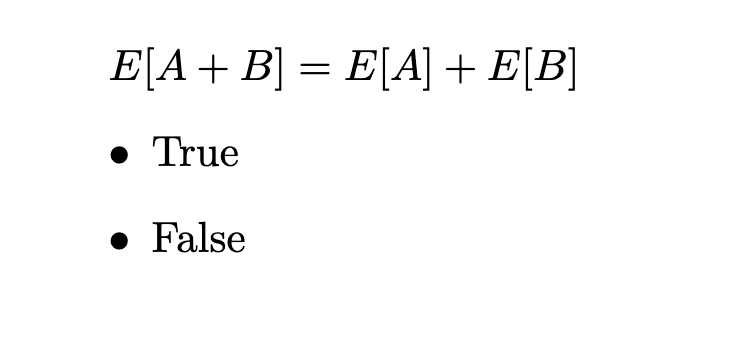 E[A + B] = E[A] + E[B]
• True
• False